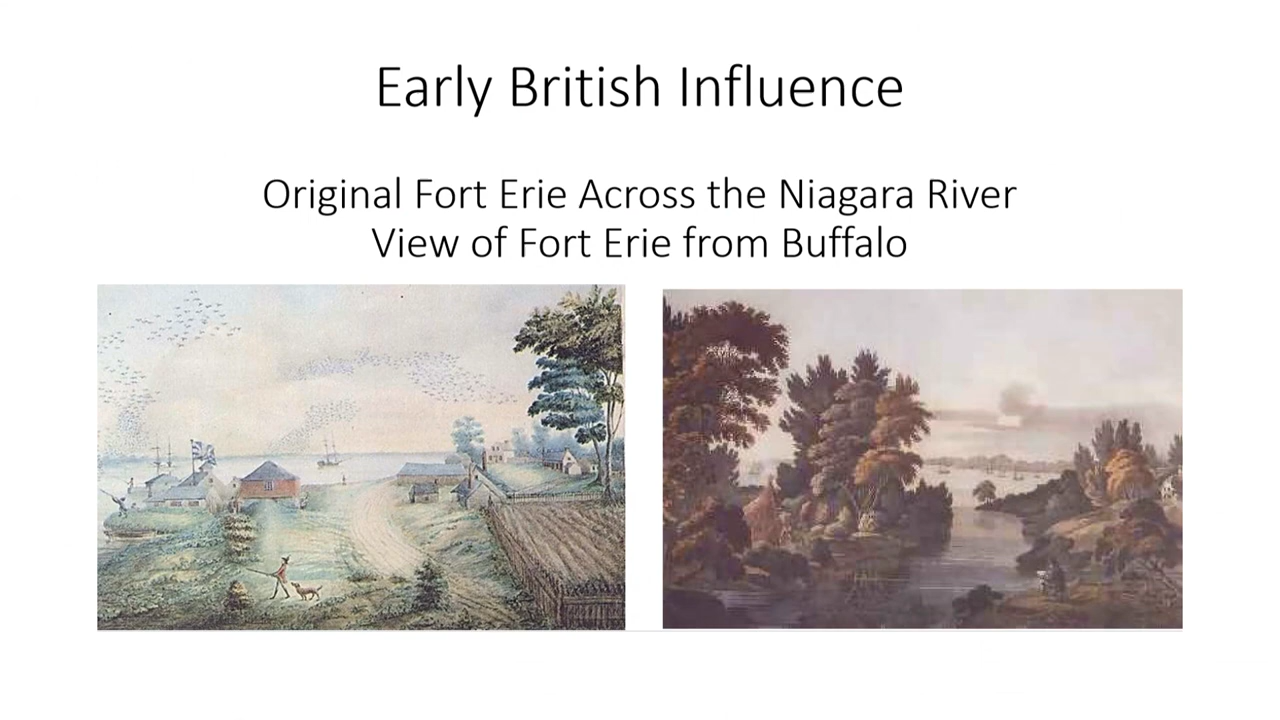 Early British Influence
Original Fort Erie Across the Niagara River
View of Fort Erie from Buffalo